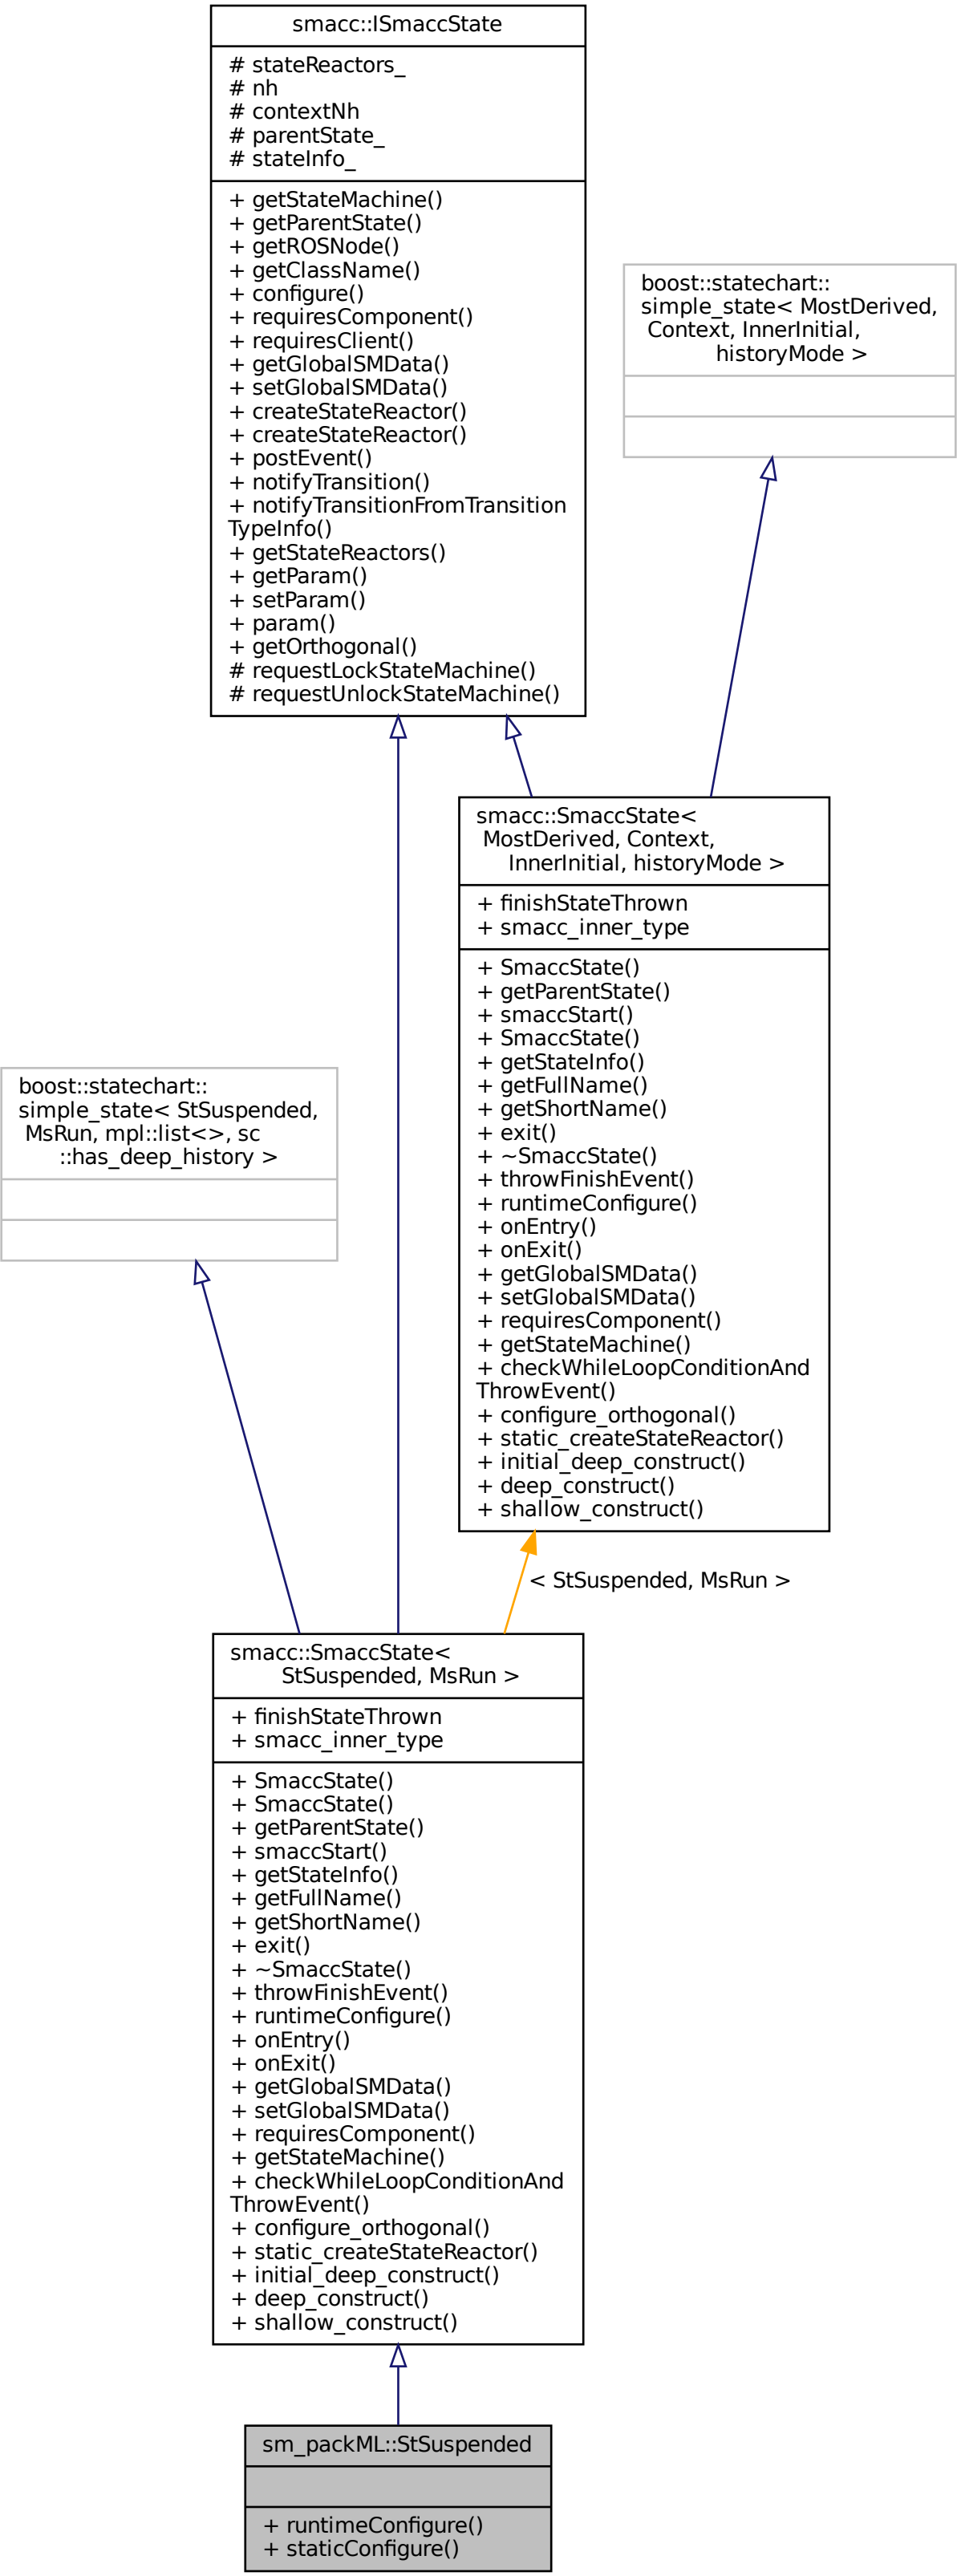 smacc::ISmaccState
# stateReactors_
# nh
# contextNh
# parentState_
# stateInfo_
+ getStateMachine()
+ getParentState()
+ getROSNode()
+ getClassName()
+ configure()
+ requiresComponent()
+ requiresClient()
+ getGlobalSMData()
+ setGlobalSMData()
+ createStateReactor()
+ createStateReactor()
+ postEvent()
+ notifyTransition()
+ notifyTransitionFromTransition
TypeInfo()
+ getStateReactors()
+ getParam()
+ setParam()
+ param()
+ getOrthogonal()
# requestLockStateMachine()
# requestUnlockStateMachine()
boost::statechart::
simple_state< MostDerived,
Context, InnerInitial,
historyMode >
smacc::SmaccState<
MostDerived, Context,
InnerInitial, historyMode >
+ finishStateThrown
+ smacc_inner_type
+ SmaccState()
+ getParentState()
+ smaccStart()
+ SmaccState()
+ getStateInfo()
+ getFullName()
+ getShortName()
+ exit()
+ ~SmaccState()
+ throwFinishEvent()
+ runtimeConfigure()
+ onEntry()
+ onExit()
+ getGlobalSMData()
+ setGlobalSMData()
+ requiresComponent()
+ getStateMachine()
+ checkWhileLoopConditionAnd
ThrowEvent()
+ configure_orthogonal()
+ static_createStateReactor()
+ initial_deep_construct()
+ deep_construct()
+ shallow_construct()
boost::statechart::
simple_state< StSuspended,
MsRun, mpl::list<>, sc
::has_deep_history >
< StSuspended, MsRun >
smacc::SmaccState<
StSuspended, MsRun >
+ finishStateThrown
+ smacc_inner_type
+ SmaccState()
+ SmaccState()
+ getParentState()
+ smaccStart()
+ getStateInfo()
+ getFullName()
+ getShortName()
+ exit()
+ ~SmaccState()
+ throwFinishEvent()
+ runtimeConfigure()
+ onEntry()
+ onExit()
+ getGlobalSMData()
+ setGlobalSMData()
+ requiresComponent()
+ getStateMachine()
+ checkWhileLoopConditionAnd
ThrowEvent()
+ configure_orthogonal()
+ static_createStateReactor()
+ initial_deep_construct()
+ deep_construct()
+ shallow_construct()
sm_packML::StSuspended
+ runtimeConfigure()
+ staticConfigure()